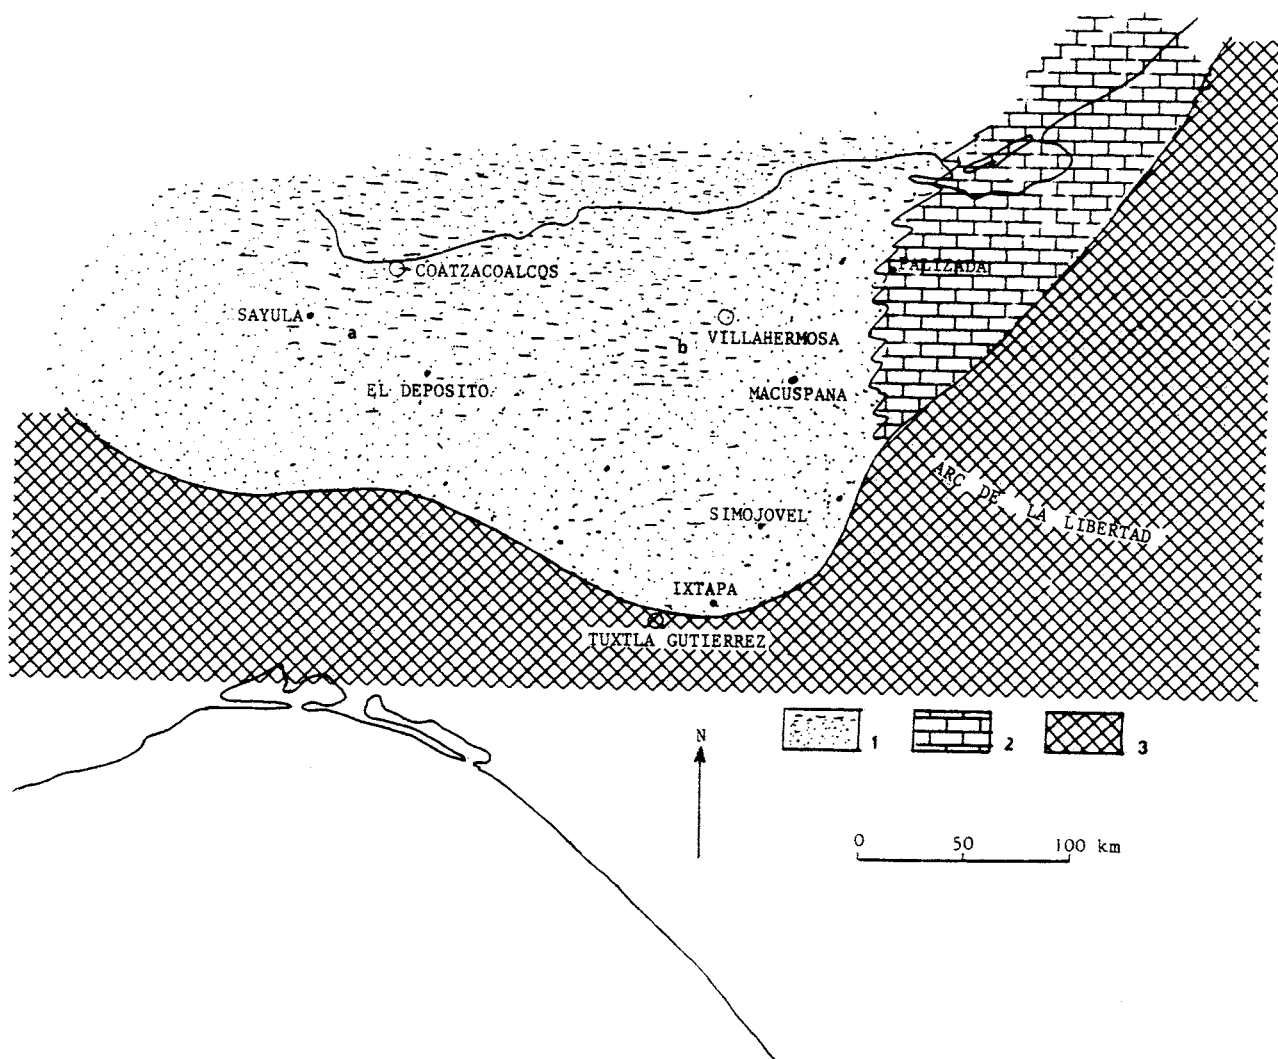 COATZACOALCOS
PALIZADA
SAYULA
a
b
VILLAHERMOSA
EL DEPOSITO
MACUSPANA
ARC DE LA LIBERTAD
SIMOJOVEL
IXTAPA
TUXTLA GUTIERREZ
1
2
3
N
0 50 100 km